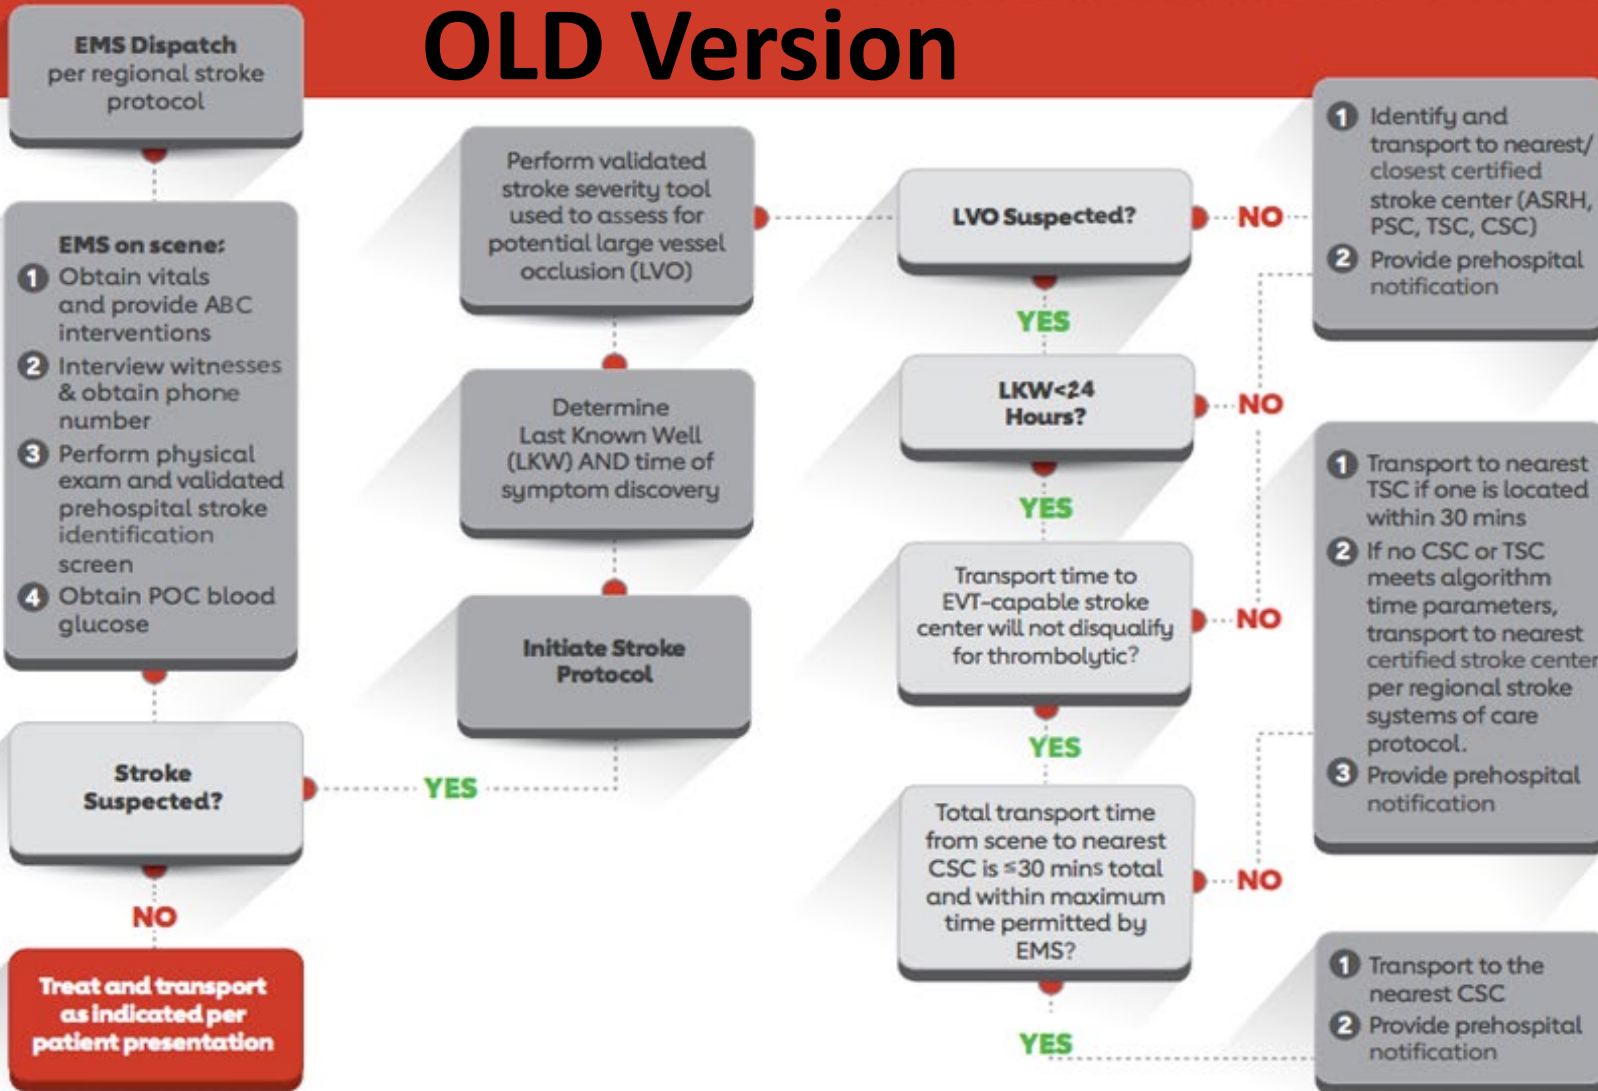 OLD Version
EMS Dispatch
per regional stroke
protocol
EMS on scene:
1 Obtain vitals
and provide ABC
interventions
2 Interview witnesses
& obtain phone
number
3 Perform physical
exam and validated
prehospital stroke
identification
screen
4 Obtain POC blood
glucose
Stroke
Suspected?
NO
Treat and transport
as indicated per
patient presentation
YES
Initiate Stroke
Protocol
Determine
Last Known Well
(LKW) AND time of
symptom discovery
Perform validated
stroke severity tool
used to assess for
potential large vessel
occlusion (LVO)
LVO Suspected?
NO
1 Identify and
transport to nearest/
closest certified
stroke center (ASRH,
PSC, TSC, CSC)
2 Provide prehospital
notification
YES
LKW<24
Hours?
NO
YES
Transport time to
EVT-capable stroke
center will not disqualify
for thrombolytic?
NO
YES
Total transport time
from scene to nearest
CSC is ≤30 mins total
and within maximum
time permitted by
EMS?
NO
1 Transport to nearest
TSC if one is located
within 30 mins
2 If no CSC or TSC
meets algorithm
time parameters,
transport to nearest
certified stroke center
per regional stroke
systems of care
protocol.
3 Provide prehospital
notification
YES
1 Transport to the
nearest CSC
2 Provide prehospital
notification